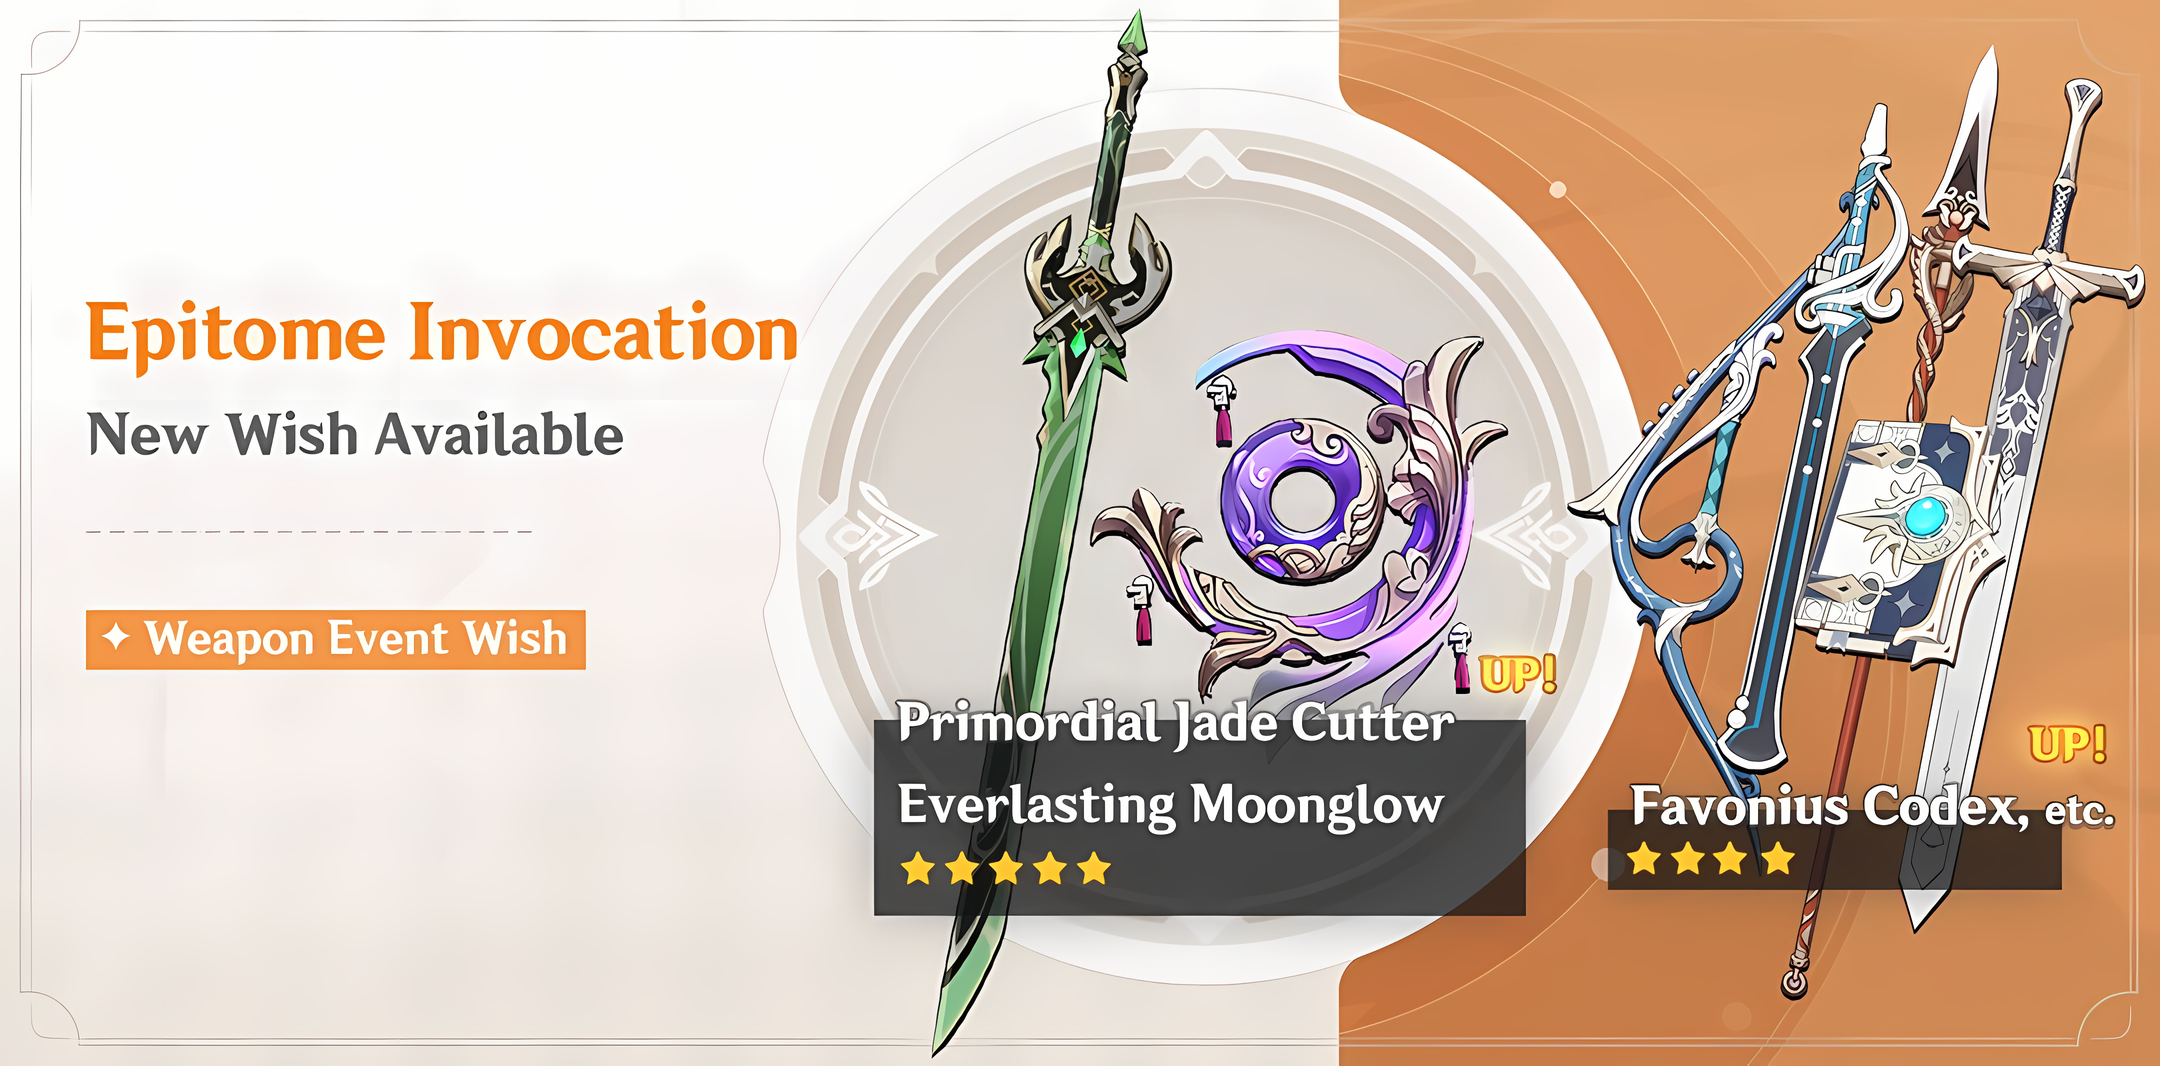 Epitome Invocation
New Wish Available
Weapon Event Wish
UP!
Primordial Jade Cutter
Everlasting Moonglow
UP!
Favonius Codex, etc.